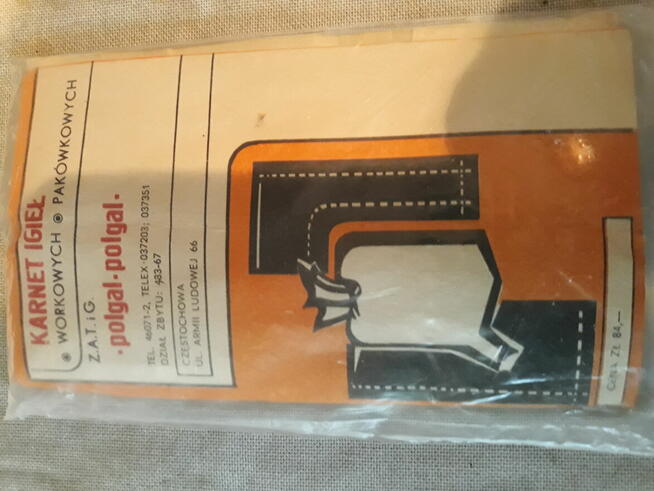 KARNET IGIEŁ
WORKOWYCH PAKÓWKOWYCH
Z.A.T. i G.
·polgal·polgal·
TEL. 46071-2, TELEX·037203; 037351
DZIAŁ ZBYTU: 483-67
CZĘSTOCHOWA
UL. ARMII LUDOWEJ 66
Cena ZŁ 84,—